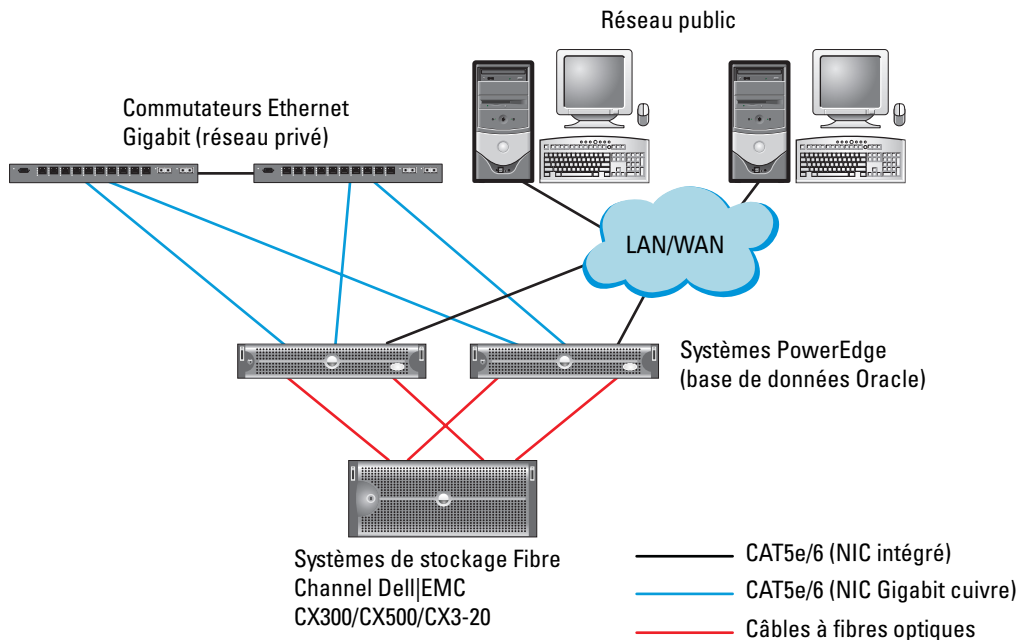 Réseau public
Commutateurs Ethernet
Gigabit (réseau privé)
LAN/WAN
Systèmes PowerEdge
(base de données Oracle)
Systèmes de stockage Fibre
Channel Dell|EMC
CX300/CX500/CX3-20
CAT5e/6 (NIC intégré)
CAT5e/6 (NIC Gigabit cuivre)
Câbles à fibres optiques